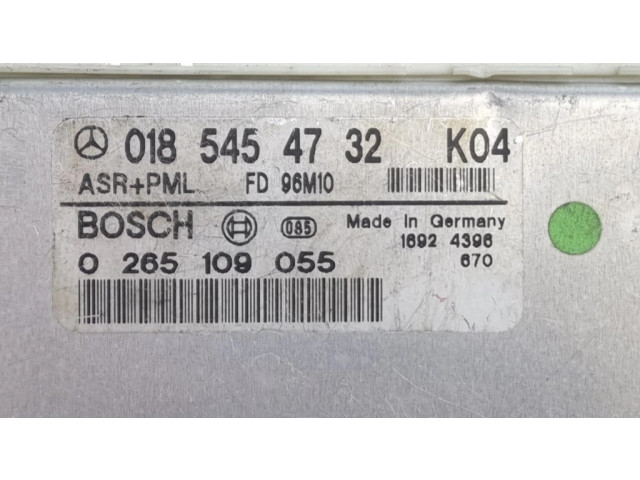 018 545 47 32 K04
ASR+PML FD 96M10
BOSCH 085 Made In Germany
1692 4396
0 265 109 055 670